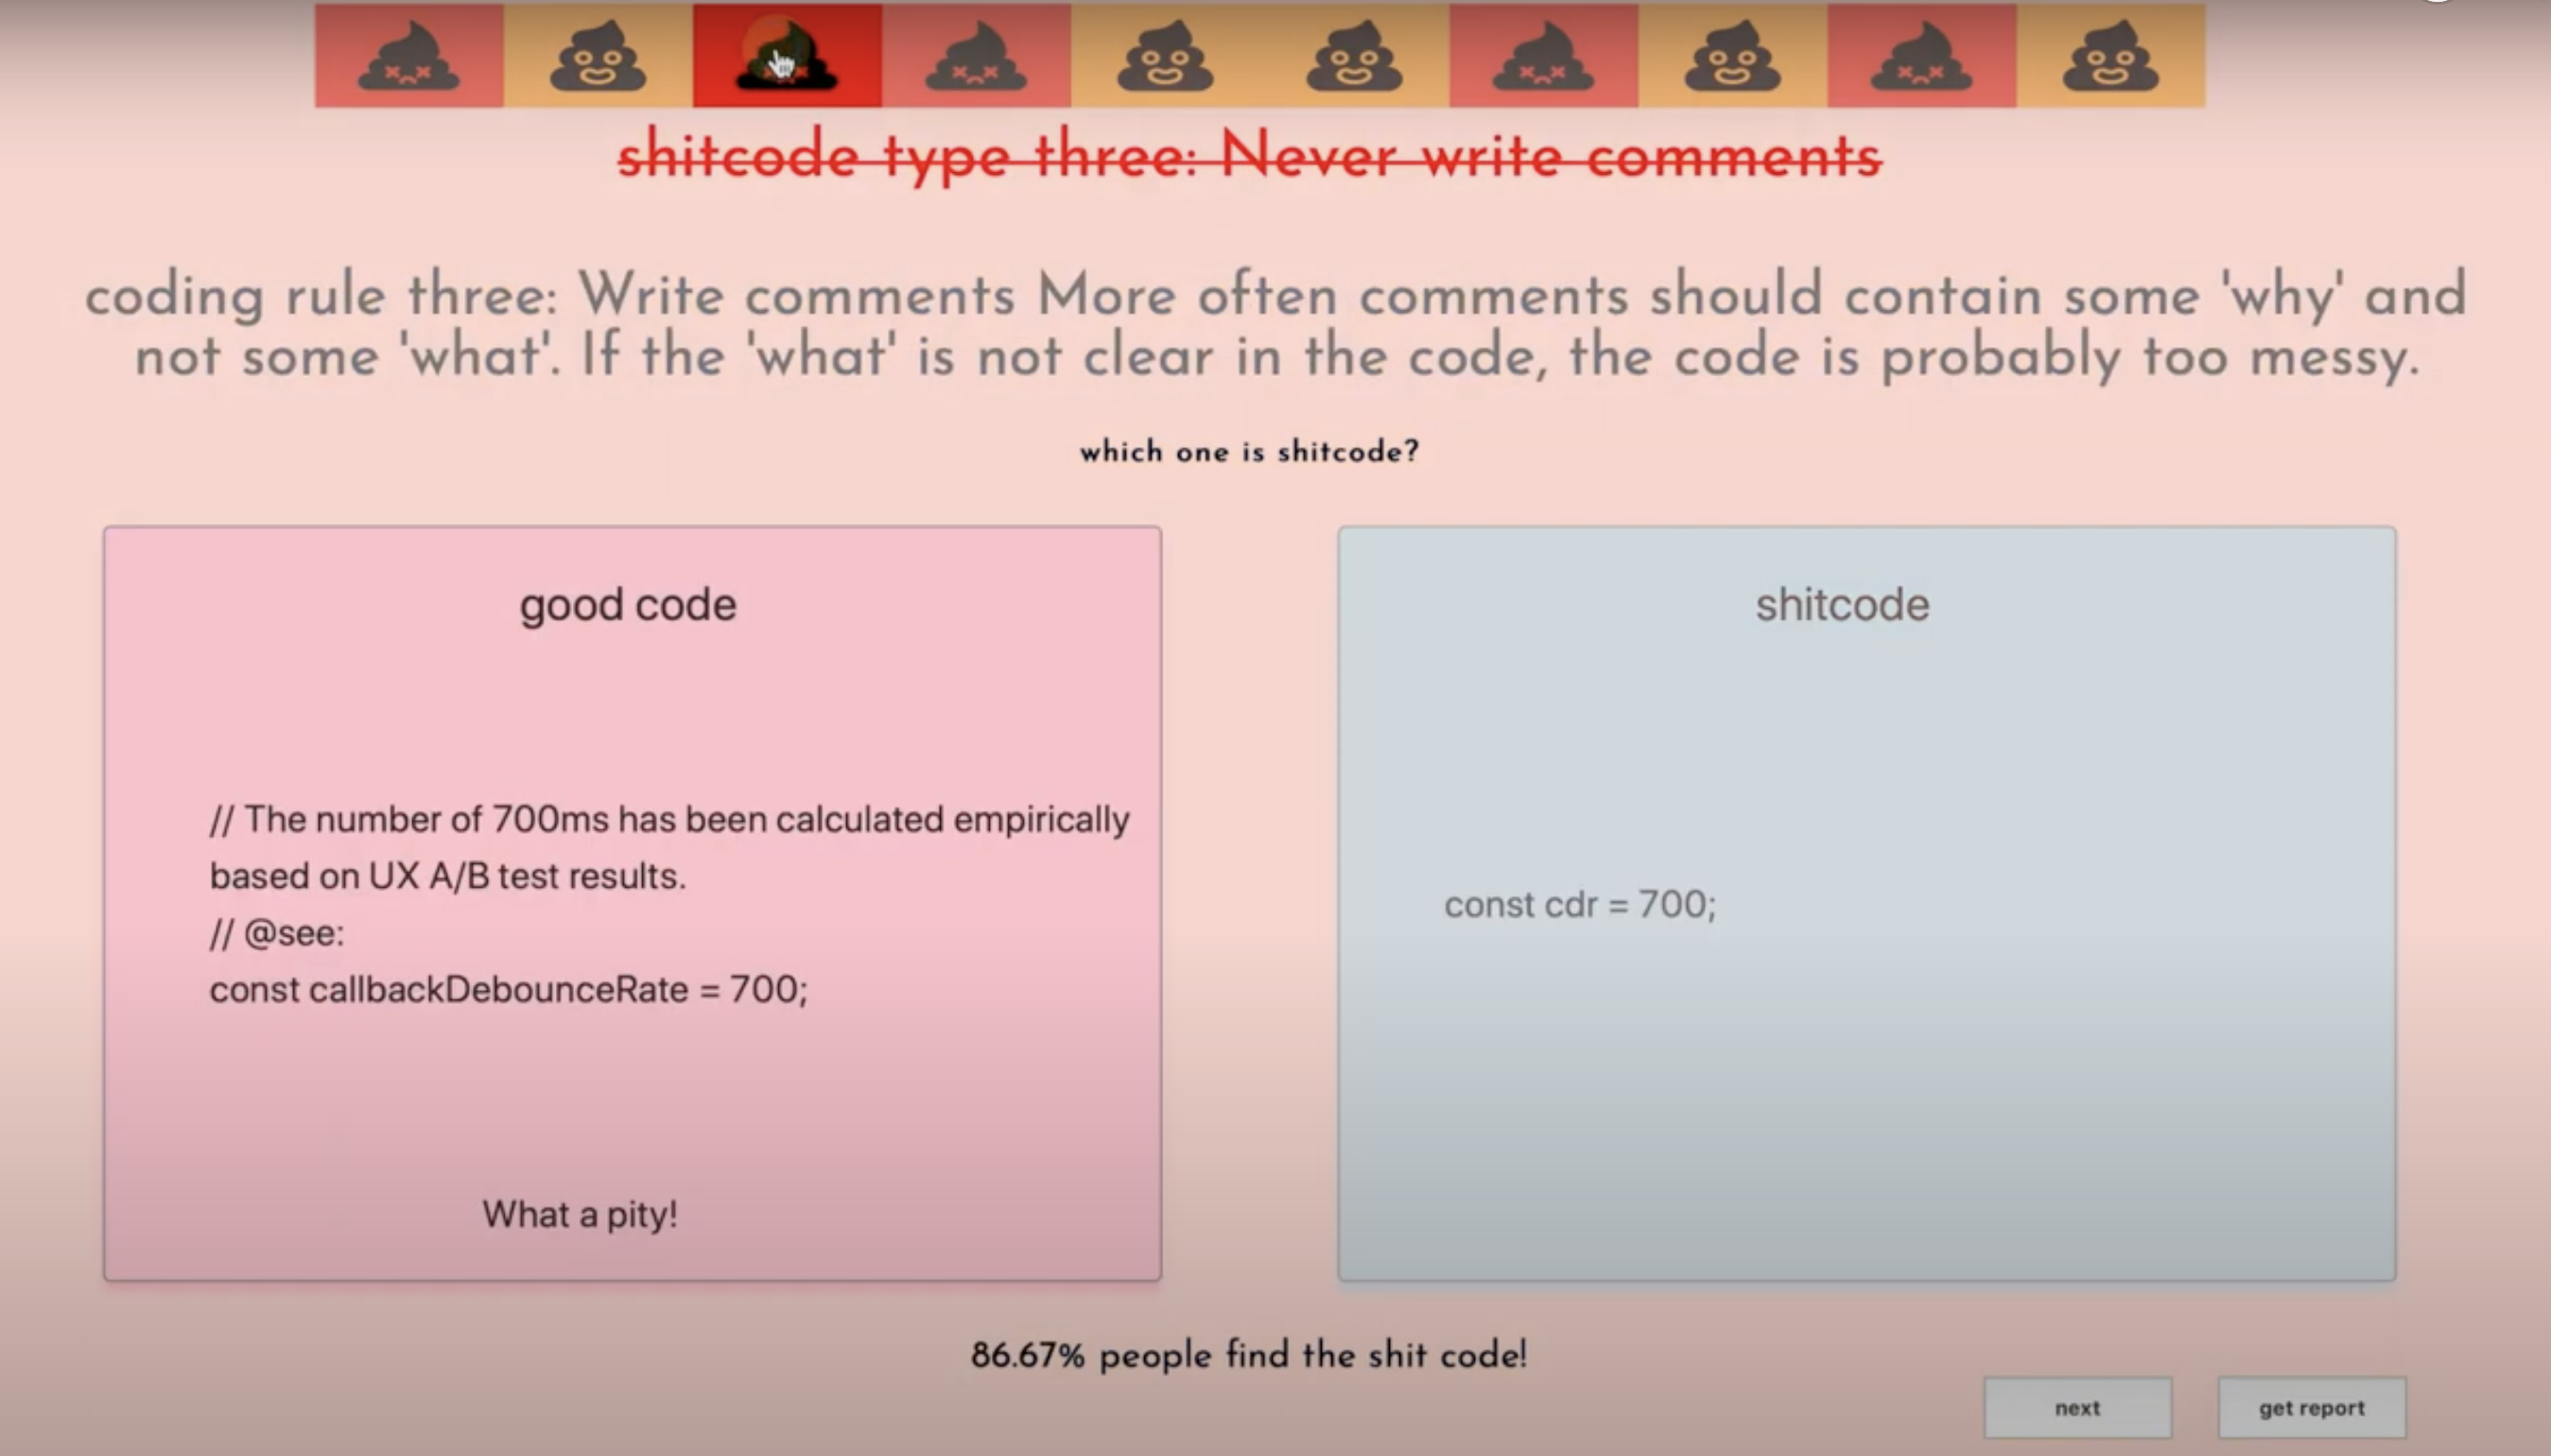 shitcode type three: Never write comments
coding rule three: Write comments More often comments should contain some 'why' and
not some 'what'. If the 'what' is not clear in the code, the code is probably too messy.
which one is shitcode?
good code
// The number of 700ms has been calculated empirically
based on UX A/B test results.
// @see:
const callbackDebounceRate = 700;
What a pity!
shitcode
const cdr = 700;
86.67% people find the shit code!
next
get report